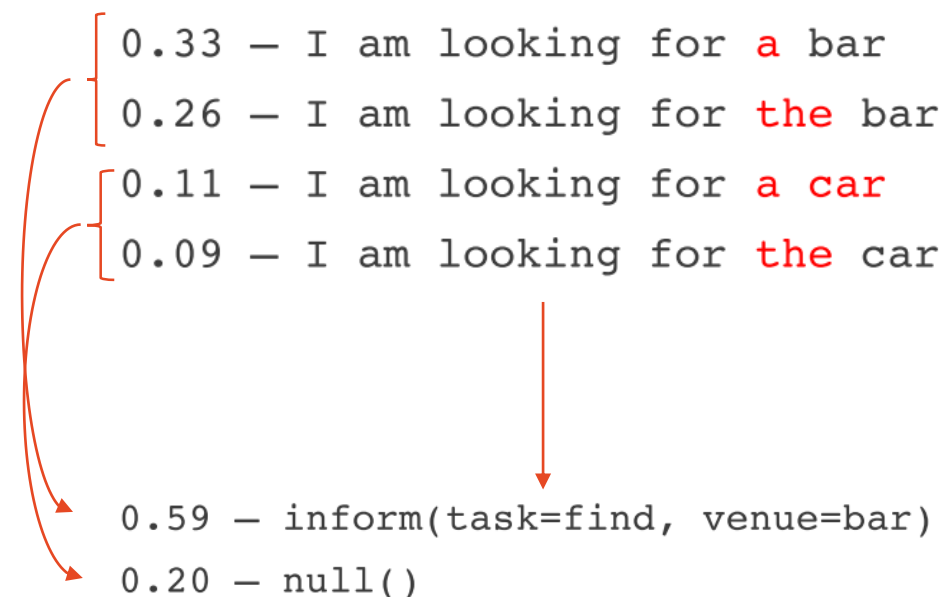 0.33 – I am looking for a bar
0.26 – I am looking for the bar
0.11 – I am looking for a car
0.09 – I am looking for the car
0.59 – inform(task=find, venue=bar)
0.20 – null()